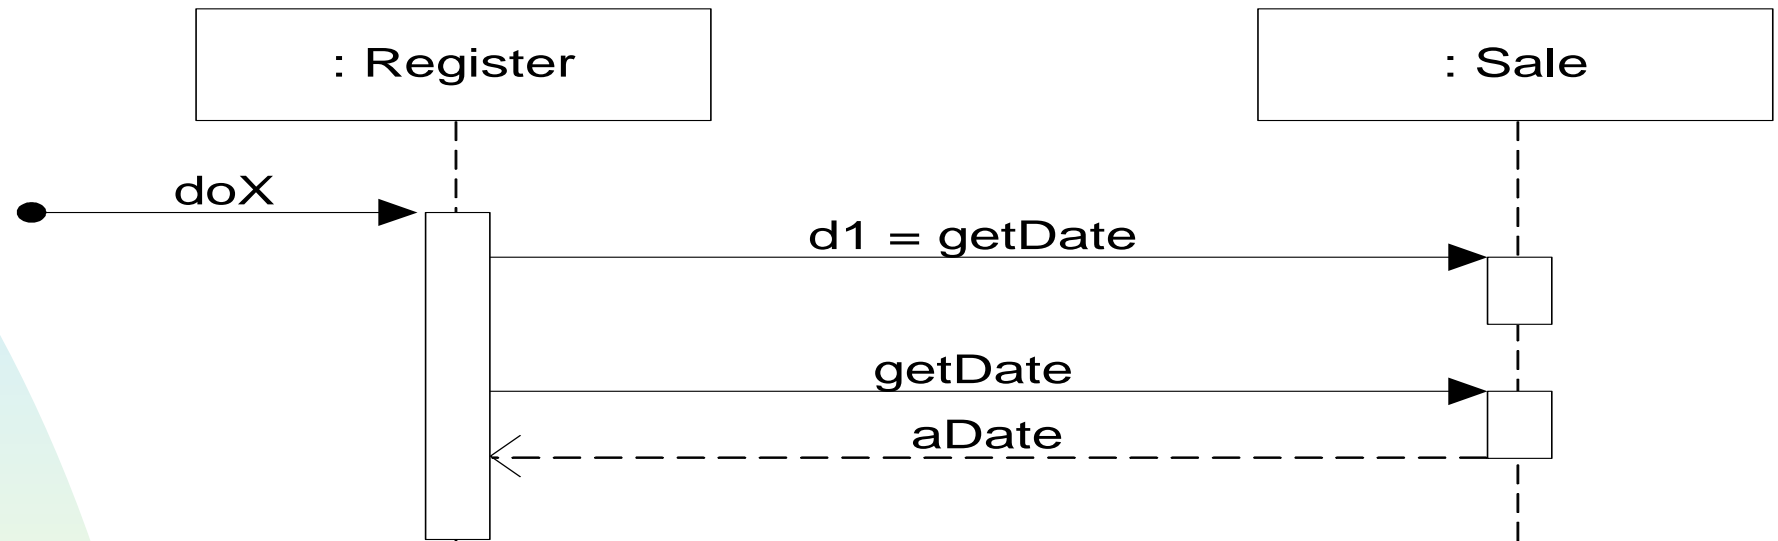 : Register
: Sale
doX
d1 = getDate
getDate
aDate